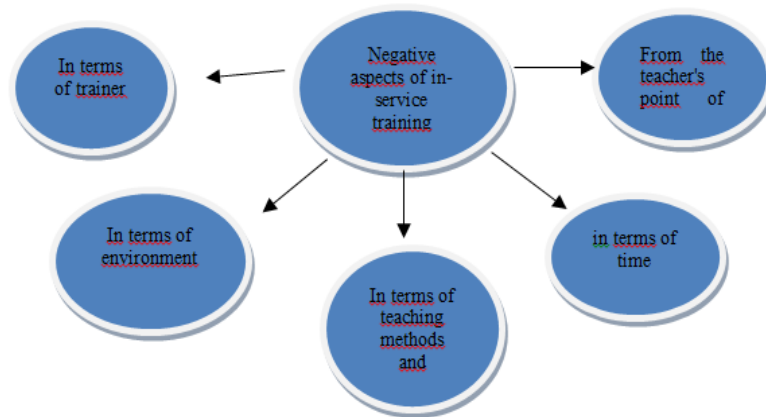 Negative
aspects of in-
service
training
In terms
of trainer
From the
teacher's
point of
In terms of
environment
In terms of
teaching
methods
and
in terms of
time